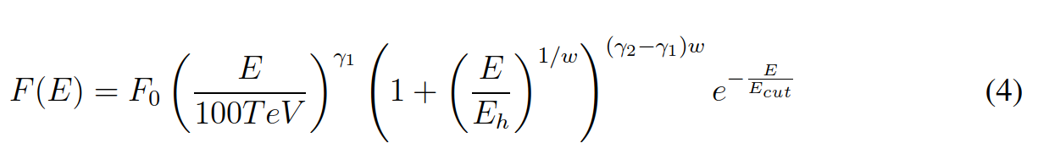 F(E) = F_0 \left( \frac{E}{100TeV} \right)^{\gamma_1} \left( 1 + \left( \frac{E}{E_h} \right)^{1/w} \right)^{(\gamma_2 - \gamma_1)w} e^{-\frac{E}{E_{cut}}} (4)